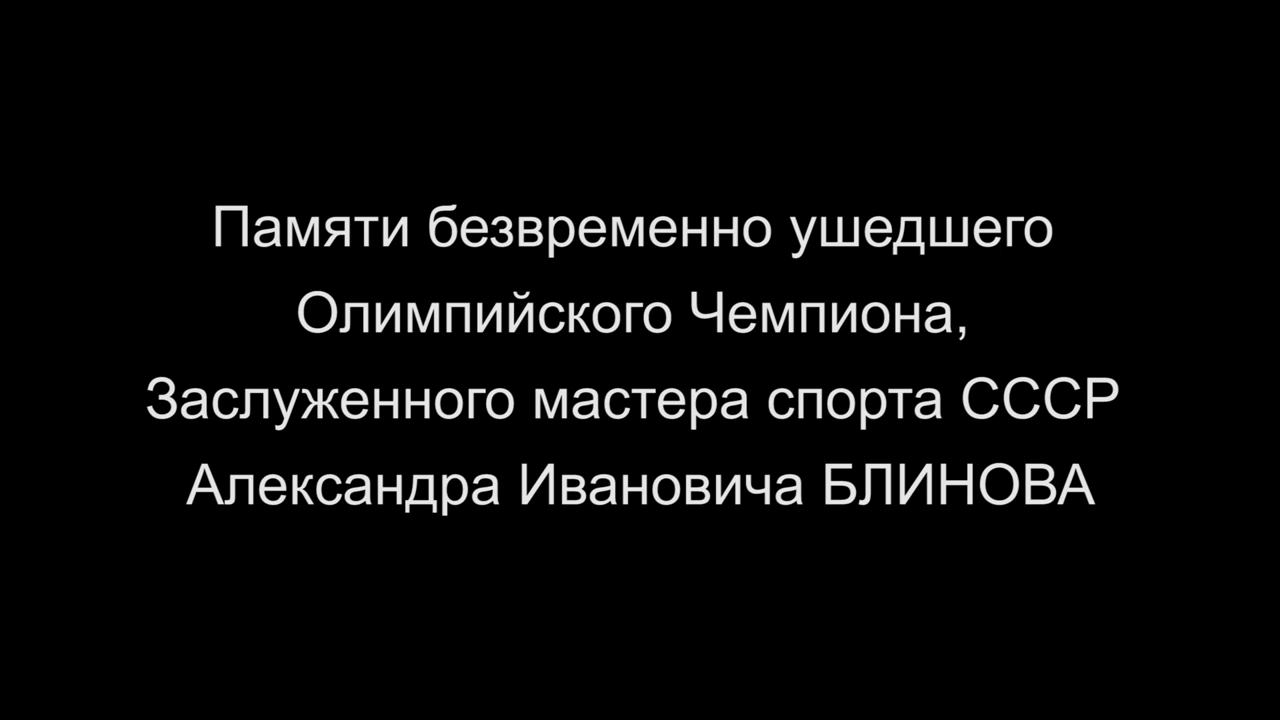 Памяти безвременно ушедшего
Олимпийского Чемпиона,
Заслуженного мастера спорта СССР
Александра Ивановича БЛИНОВА